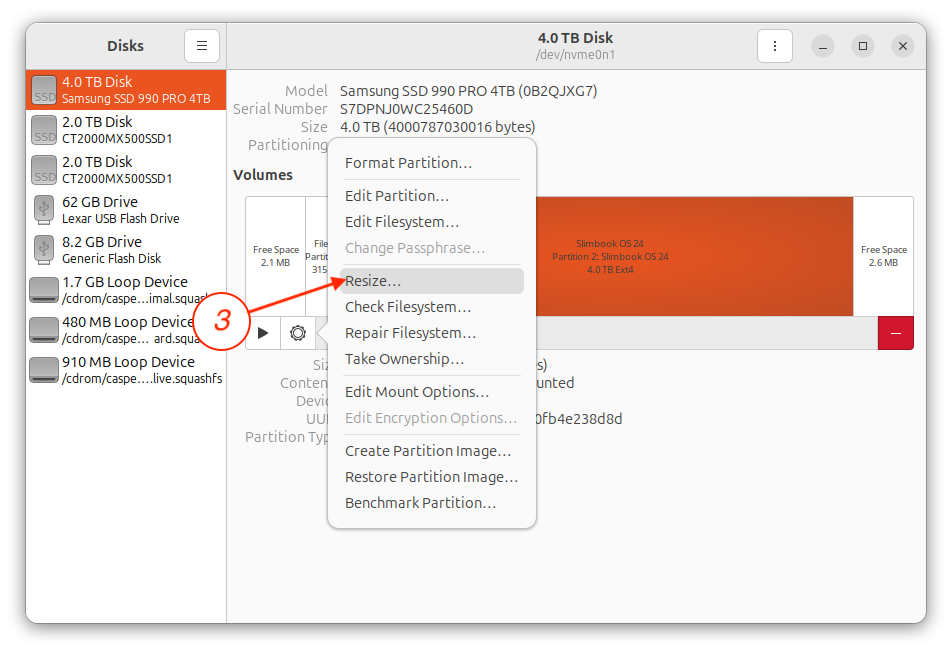 Disks
4.0 TB Disk
/dev/nvme0n1
SSD
4.0 TB Disk
Samsung SSD 990 PRO 4TB
SSD
2.0 TB Disk
CT2000MX500SSD1
SSD
2.0 TB Disk
CT2000MX500SSD1
62 GB Drive
Lexar USB Flash Drive
8.2 GB Drive
Generic Flash Disk
1.7 GB Loop Device
/cdrom/caspe…imal.squash
480 MB Loop Device
/cdrom/caspe… ard.squa
910 MB Loop Device
/cdrom/caspe….live.squashfs
Model Samsung SSD 990 PRO 4TB (0B2QJXG7)
Serial Number S7DPNJ0WC25460D
Size 4.0 TB (4000787030016 bytes)
Partitioning
Volumes
Free Space
2.1 MB
File
Partiti
315
Slimbook OS 24
Partition 2: Slimbook OS 24
4.0 TB Ext4
Free Space
2.6 MB
Format Partition…
Edit Partition…
Edit Filesystem…
Change Passphrase…
Resize…
Check Filesystem…
Repair Filesystem…
Take Ownership…
Edit Mount Options…
Edit Encryption Options…
Create Partition Image…
Restore Partition Image…
Benchmark Partition…
3
Siz s)
Conten unted
Devic
UUI 0fb4e238d8d
Partition Typ